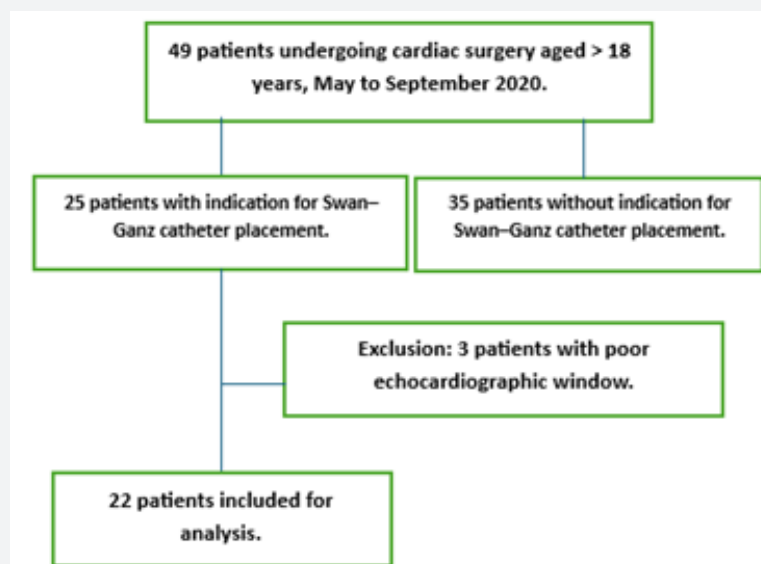 49 patients undergoing cardiac surgery aged > 18
years, May to September 2020.
25 patients with indication for Swan–
Ganz catheter placement.
35 patients without indication for
Swan–Ganz catheter placement.
Exclusion: 3 patients with poor
echocardiographic window.
22 patients included for
analysis.